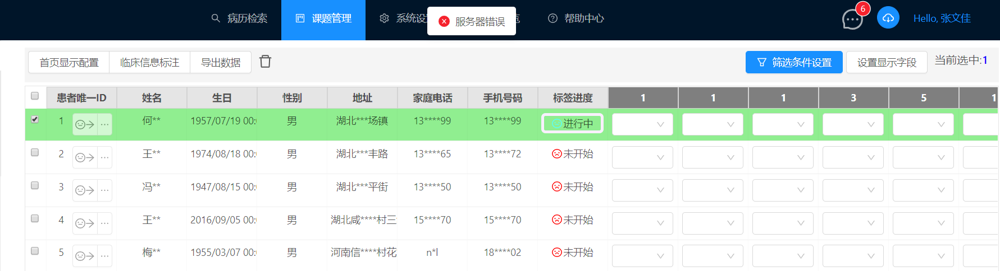 病历检索 课题管理 系统设 服务器错误 帮助中心 6 Hello, 张文佳
首页显示配置 临床信息标注 导出数据 筛选条件设置 设置显示字段 当前选中:1
患者唯一ID 姓名 生日 性别 地址 家庭电话 手机号码 标签进度 1 1 1 3 5 1
1 何** 1957/07/19 00: 男 湖北***场镇 13****99 13****99 进行中
2 王** 1974/08/18 00: 男 湖北***丰路 13****65 13****72 未开始
3 冯** 1947/08/15 00: 男 湖北***平街 13****50 13****50 未开始
4 王** 2016/09/05 00: 男 湖北咸****村三 15****70 15****70 未开始
5 梅** 1955/03/07 00: 男 河南信****村花 n*l 18****02 未开始